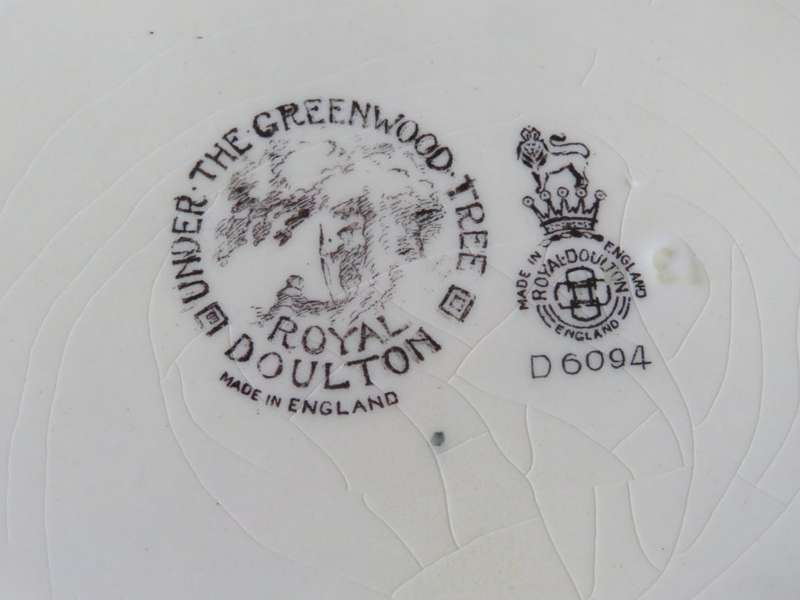 UNDER · THE · GREENWOOD · TREE
ROYAL
DOULTON
MADE IN ENGLAND
MADE IN ENGLAND
ROYAL · DOULTON
ENGLAND
D 6094